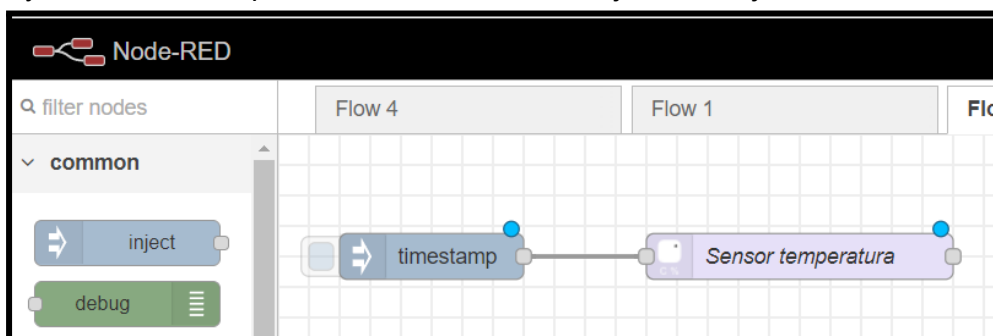 Node-RED
filter nodes
Flow 4
Flow 1
common
inject
timestamp
Sensor temperatura
debug